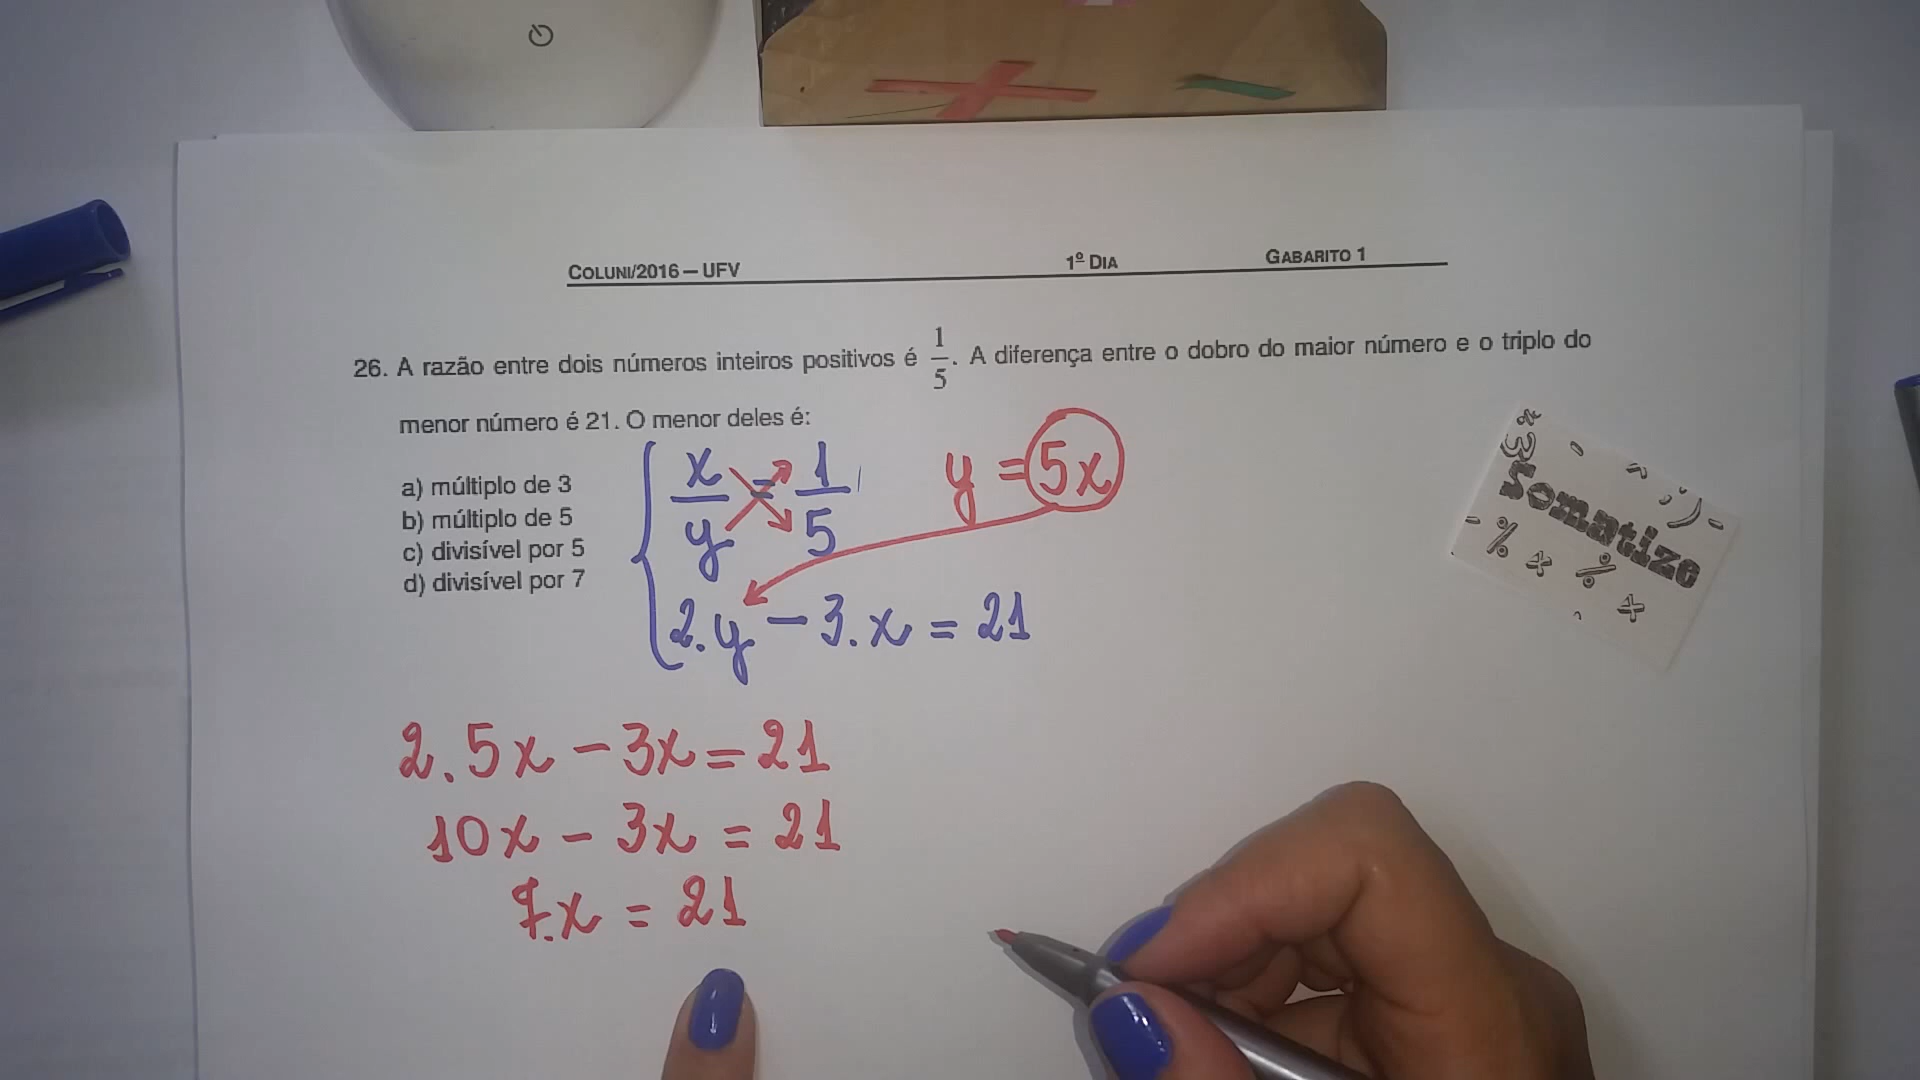 COLUNI/2016 – UFV 1º DIA GABARITO 1
26. A razão entre dois números inteiros positivos é 1/5. A diferença entre o dobro do maior número e o triplo do
menor número é 21. O menor deles é:
a) múltiplo de 3
b) múltiplo de 5
c) divisível por 5
d) divisível por 7
x/y = 1/5
y = 5x
2.y - 3.x = 21
2.5x - 3x = 21
10x - 3x = 21
7.x = 21
Somatize